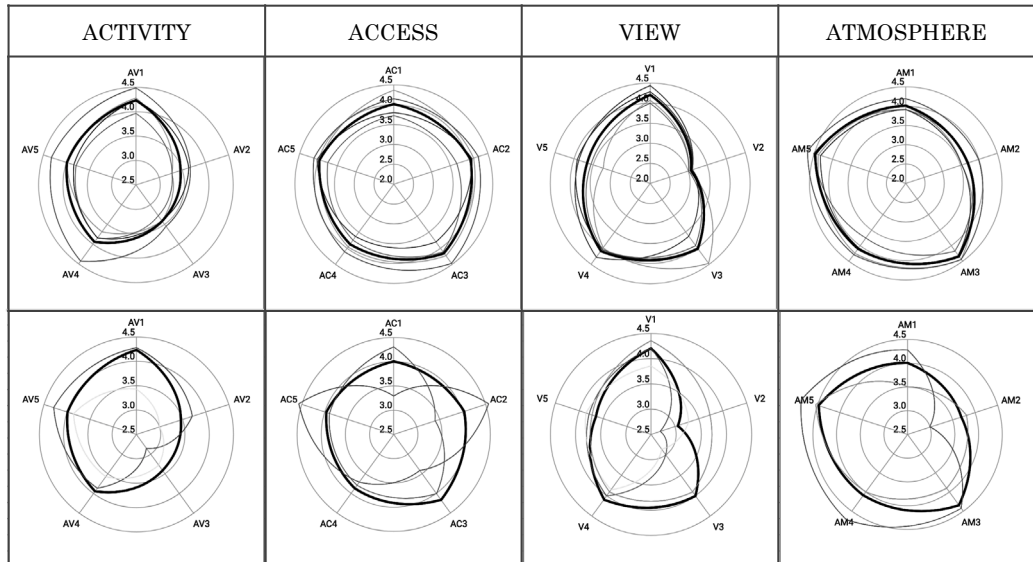 ACTIVITY
ACCESS
VIEW
ATMOSPHERE
AV1
4.5
4.0
3.5
3.0
2.5
AV5
AV2
AV4
AV3
AC1
4.5
4.0
3.5
3.0
2.5
2.0
AC5
AC2
AC4
AC3
V1
4.5
4.0
3.5
3.0
2.5
2.0
V5
V2
V4
V3
AM1
4.5
4.0
3.5
3.0
2.5
2.0
AM5
AM2
AM4
AM3
AV1
4.5
4.0
3.5
3.0
2.5
AV5
AV2
AV4
AV3
AC1
4.5
4.0
3.5
3.0
2.5
AC5
AC2
AC4
AC3
V1
4.5
4.0
3.5
3.0
2.5
V5
V2
V4
V3
AM1
4.5
4.0
3.5
3.0
2.5
AM5
AM2
AM4
AM3